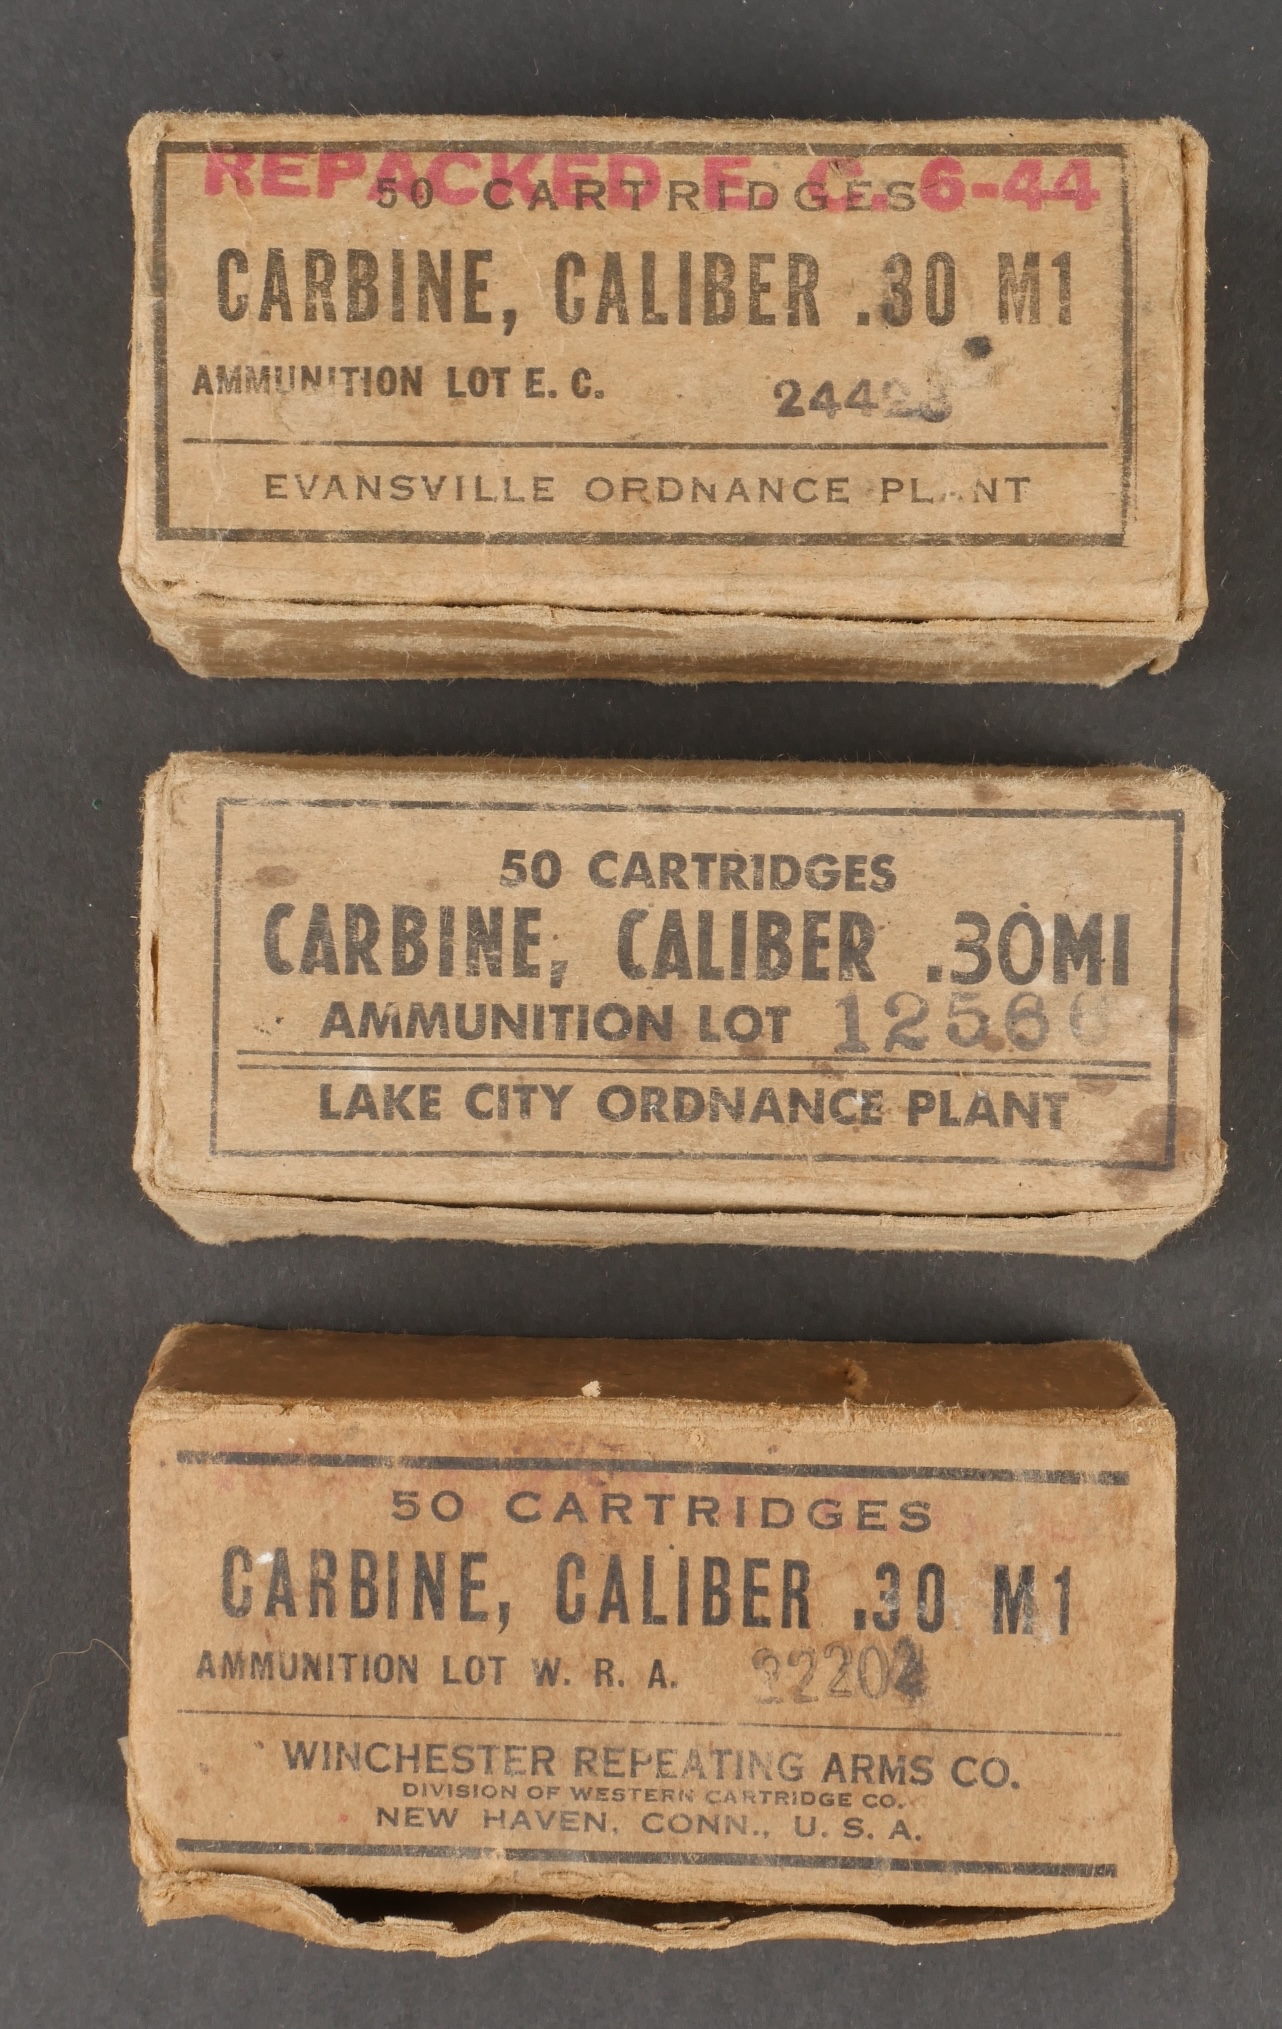 REPACKED E. C. 6-44
50 CARTRIDGES
CARBINE, CALIBER .30 M1
AMMUNITION LOT E. C.
EVANSVILLE ORDNANCE PLANT
50 CARTRIDGES
CARBINE, CALIBER .30M1
AMMUNITION LOT
LAKE CITY ORDNANCE PLANT
50 CARTRIDGES
CARBINE, CALIBER .30 M1
AMMUNITION LOT W. R. A. 22202
WINCHESTER REPEATING ARMS CO.
DIVISION OF WESTERN CARTRIDGE CO.
NEW HAVEN, CONN., U. S. A.